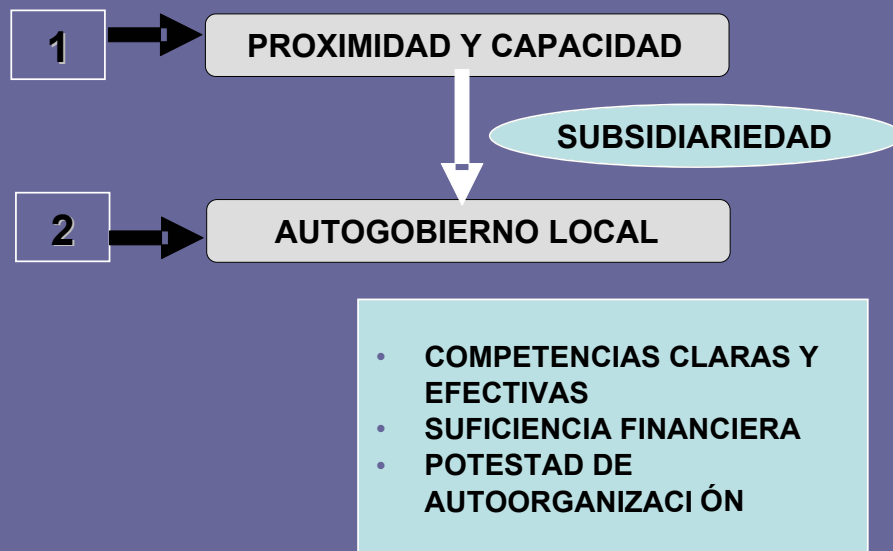 1
PROXIMIDAD Y CAPACIDAD
SUBSIDIARIEDAD
2
AUTOGOBIERNO LOCAL
• COMPETENCIAS CLARAS Y
EFECTIVAS
• SUFICIENCIA FINANCIERA
• POTESTAD DE
AUTOORGANIZACI ÓN